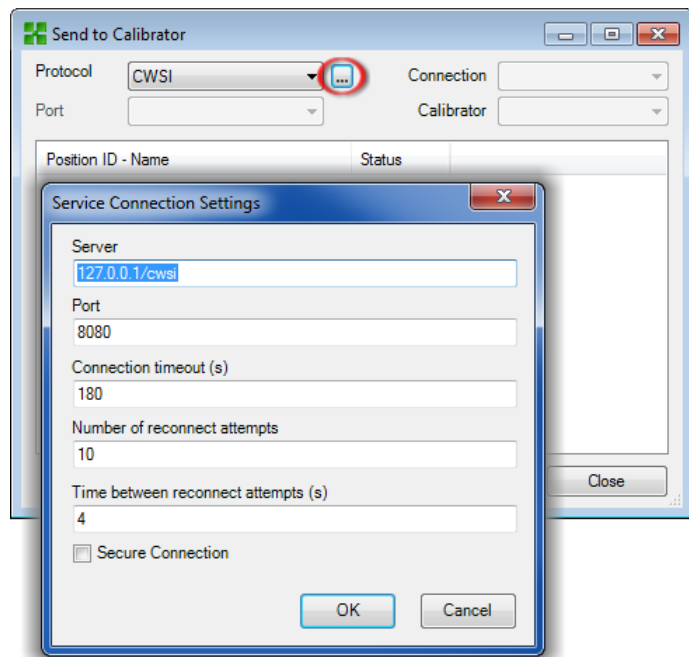 Send to Calibrator
Protocol CWSI ... Connection
Port Calibrator
Position ID - Name Status
Service Connection Settings
Server
127.0.0.1/cwsi
Port
8080
Connection timeout (s)
180
Number of reconnect attempts
10
Time between reconnect attempts (s)
4
Close
Secure Connection
OK Cancel